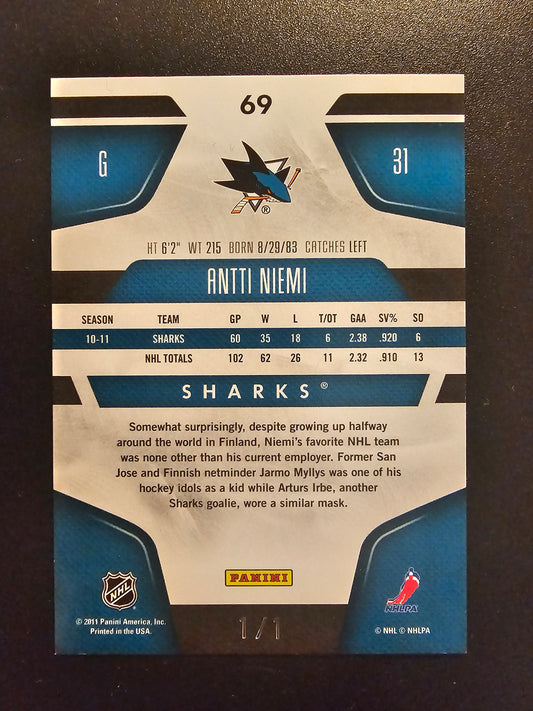 69
G
31
®
HT 6'2" WT 215 BORN 8/29/83 CATCHES LEFT
ANTTI NIEMI
SEASON TEAM GP W L T/OT GAA SV% SO
10-11 SHARKS 60 35 18 6 2.38 .920 6
NHL TOTALS 102 62 26 11 2.32 .910 13
SHARKS®
Somewhat surprisingly, despite growing up halfway
around the world in Finland, Niemi's favorite NHL team
was none other than his current employer. Former San
Jose and Finnish netminder Jarmo Myllys was one of his
hockey idols as a kid while Arturs Irbe, another
Sharks goalie, wore a similar mask.
PANINI
NHL
NHLPA
© 2011 Panini America, Inc.
Printed in the USA.
1/1
© NHL © NHLPA